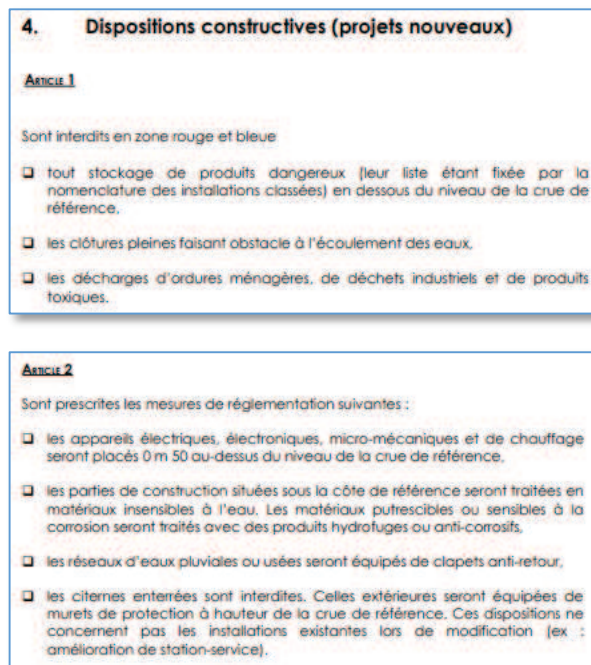 4. Dispositions constructives (projets nouveaux)
ARTICLE 1
Sont interdits en zone rouge et bleue
❑ tout stockage de produits dangereux (leur liste étant fixée par la
nomenclature des installations classées) en dessous du niveau de la crue de
référence,
❑ les clôtures pleines faisant obstacle à l'écoulement des eaux,
❑ les décharges d'ordures ménagères, de déchets industriels et de produits
toxiques.
ARTICLE 2
Sont prescrites les mesures de réglementation suivantes :
❑ les appareils électriques, électroniques, micro-mécaniques et de chauffage
seront placés 0 m 50 au-dessus du niveau de la crue de référence,
❑ les parties de construction situées sous la côte de référence seront traitées en
matériaux insensibles à l'eau. Les matériaux putrescibles ou sensibles à la
corrosion seront traités avec des produits hydrofuges ou anti-corrosifs,
❑ les réseaux d'eaux pluviales ou usées seront équipés de clapets anti-retour,
❑ les citernes enterrées sont interdites. Celles extérieures seront équipées de
murets de protection à hauteur de la crue de référence. Ces dispositions ne
concernent pas les installations existantes lors de modification (ex :
amélioration de station-service).